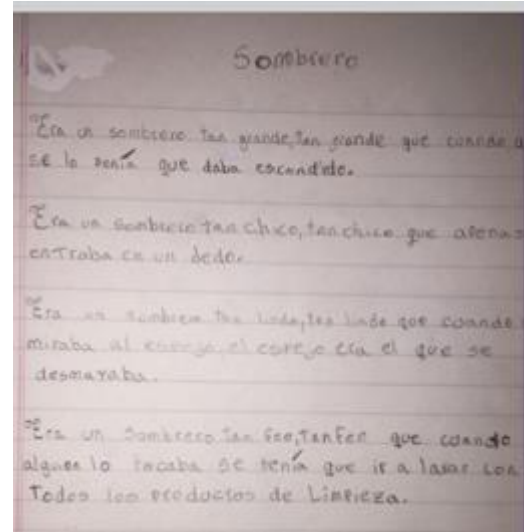 Sombrero
Era un sombrero tan grande, tan grande que cuando
se lo penía que daba escondido.
Era un sombrero tan chico, tan chico que apenas
entraba en un dedo.
Era un sombrero tan lindo, tan lindo que cuando
miraba al espejo el espejo era el que se
desmayaba.
Era un sombrero tan feo, tan feo que cuando
alguen lo tocaba se tenía que ir a lavar con
Todos los productos de Limpieza.